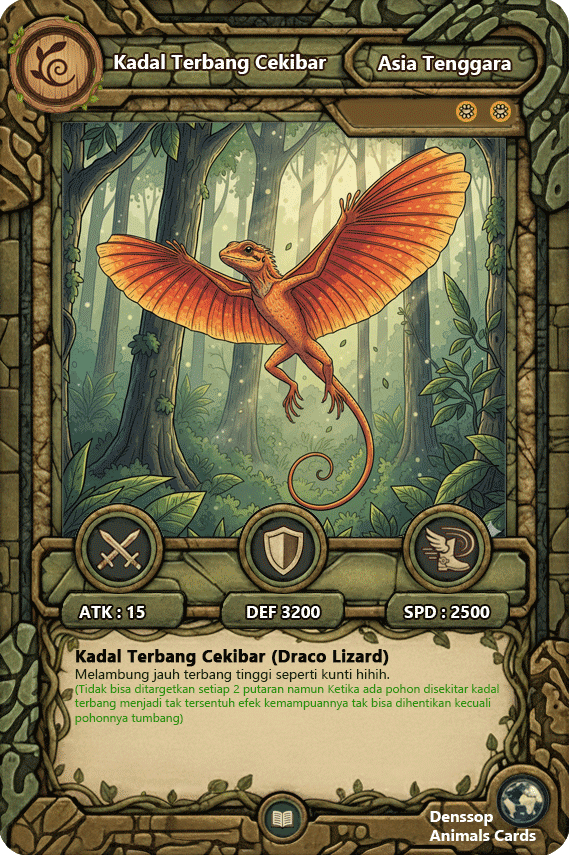 Kadal Terbang Cekibar
Asia Tenggara
ATK : 15
DEF 3200
SPD : 2500
Kadal Terbang Cekibar (Draco Lizard)
Melambung jauh terbang tinggi seperti kunti hihih.
(Tidak bisa ditargetkan setiap 2 putaran namun Ketika ada pohon disekitar kadal
terbang menjadi tak tersentuh efek kemampuannya tak bisa dihentikan kecuali
pohonnya tumbang)
Denssop
Animals Cards